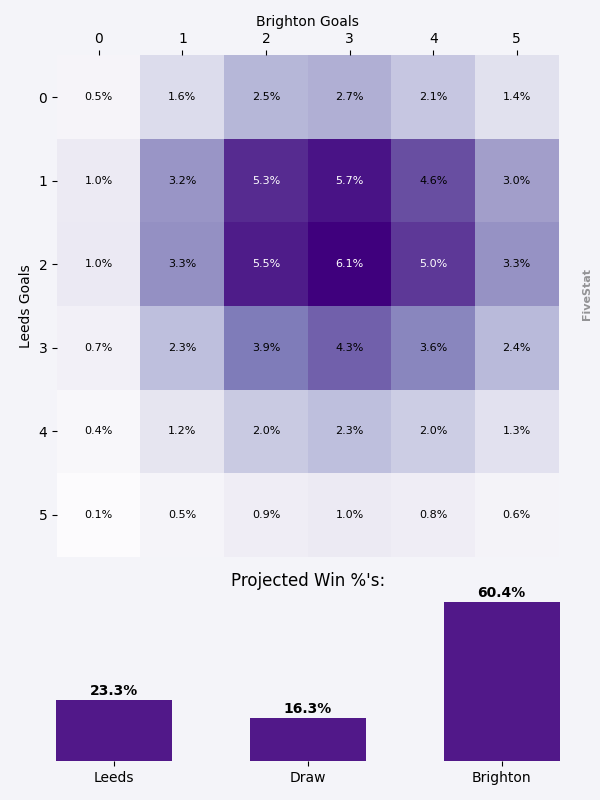 Brighton Goals
0 1 2 3 4 5
0 0.5% 1.6% 2.5% 2.7% 2.1% 1.4%
1 1.0% 3.2% 5.3% 5.7% 4.6% 3.0%
2 1.0% 3.3% 5.5% 6.1% 5.0% 3.3%
3 0.7% 2.3% 3.9% 4.3% 3.6% 2.4%
4 0.4% 1.2% 2.0% 2.3% 2.0% 1.3%
5 0.1% 0.5% 0.9% 1.0% 0.8% 0.6%
Leeds Goals
FiveStat
Projected Win %'s:
23.3% 16.3% 60.4%
Leeds Draw Brighton